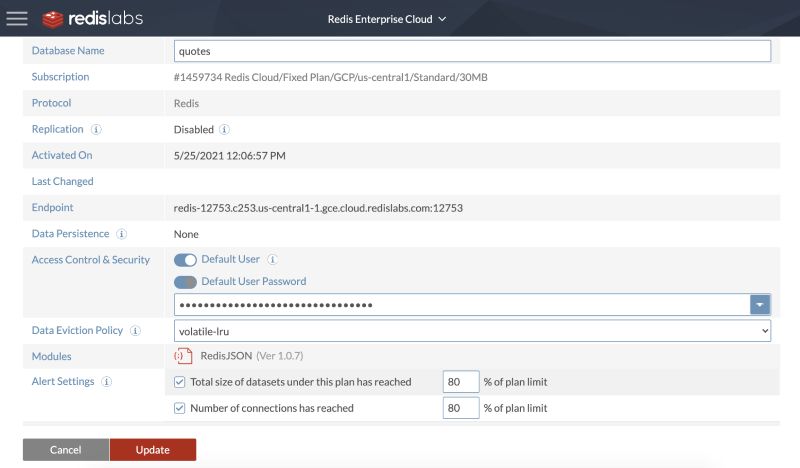 redislabs
Redis Enterprise Cloud
Database Name quotes
Subscription #1459734 Redis Cloud/Fixed Plan/GCP/us-central1/Standard/30MB
Protocol Redis
Replication Disabled
Activated On 5/25/2021 12:06:57 PM
Last Changed
Endpoint redis-12753.c253.us-central1-1.gce.cloud.redislabs.com:12753
Data Persistence None
Access Control & Security Default User
Default User Password
••••••••••••••••••••••••••••••••
Data Eviction Policy volatile-lru
Modules RedisJSON (Ver 1.0.7)
Alert Settings Total size of datasets under this plan has reached 80 % of plan limit
Number of connections has reached 80 % of plan limit
Cancel Update